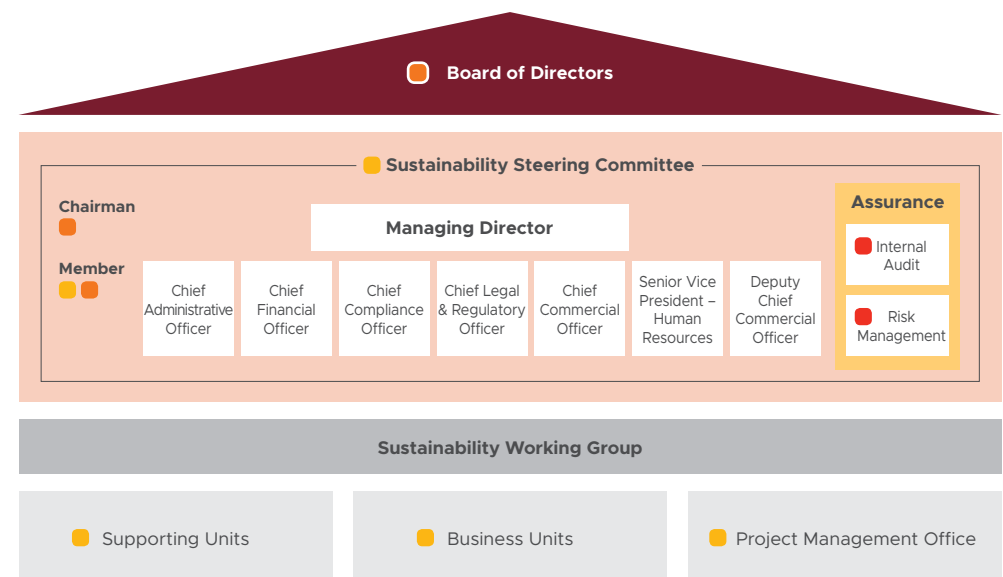 Board of Directors
Sustainability Steering Committee
Chairman
Managing Director
Member
Chief
Administrative
Officer
Chief
Financial
Officer
Chief
Compliance
Officer
Chief Legal
& Regulatory
Officer
Chief
Commercial
Officer
Senior Vice
President –
Human
Resources
Deputy
Chief
Commercial
Officer
Assurance
Internal
Audit
Risk
Management
Sustainability Working Group
Supporting Units
Business Units
Project Management Office